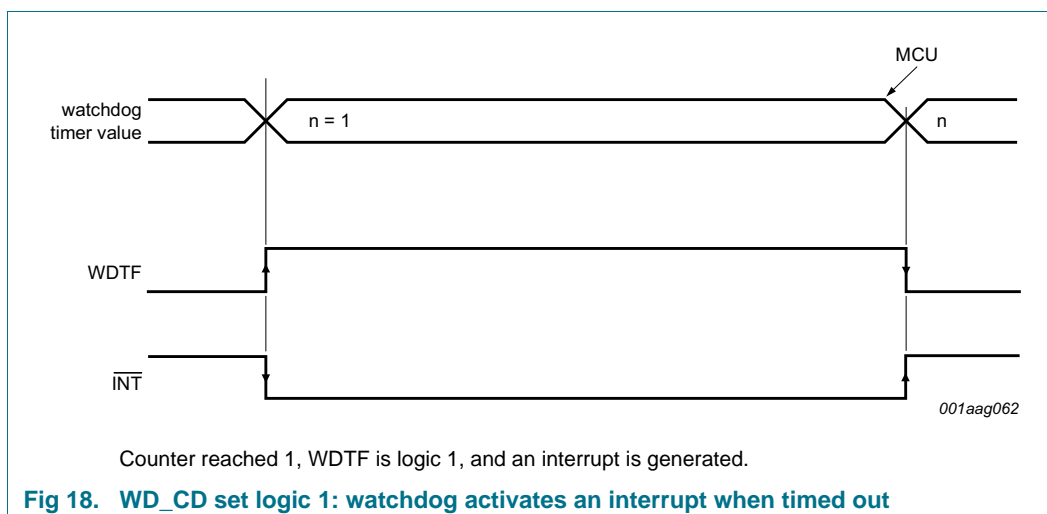 MCU
watchdog
timer value
n = 1
n
WDTF
INT
001aag062
Counter reached 1, WDTF is logic 1, and an interrupt is generated.
Fig 18. WD_CD set logic 1: watchdog activates an interrupt when timed out